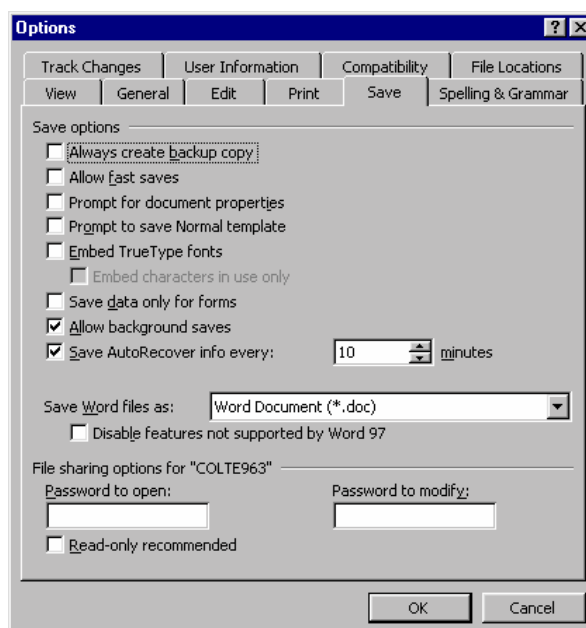 Options
Track Changes User Information Compatibility File Locations
View General Edit Print Save Spelling & Grammar
Save options
Always create backup copy
Allow fast saves
Prompt for document properties
Prompt to save Normal template
Embed TrueType fonts
Embed characters in use only
Save data only for forms
Allow background saves
Save AutoRecover info every: 10 minutes
Save Word files as: Word Document (*.doc)
Disable features not supported by Word 97
File sharing options for "COLTE963"
Password to open: Password to modify:
Read-only recommended
OK Cancel